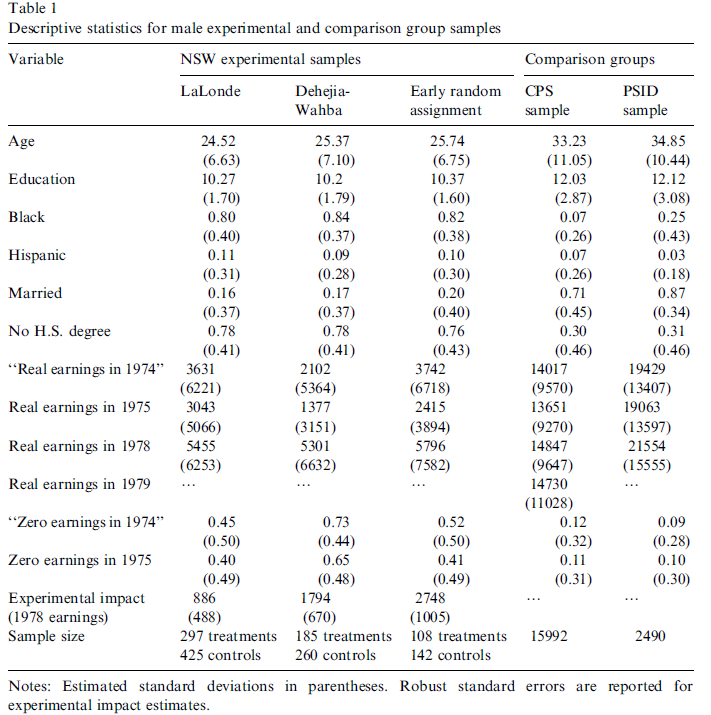 Table 1
Descriptive statistics for male experimental and comparison group samples
Variable NSW experimental samples Comparison groups
LaLonde Dehejia- Early random CPS PSID
Wahba assignment sample sample
Age 24.52 25.37 25.74 33.23 34.85
(6.63) (7.10) (6.75) (11.05) (10.44)
Education 10.27 10.2 10.37 12.03 12.12
(1.70) (1.79) (1.60) (2.87) (3.08)
Black 0.80 0.84 0.82 0.07 0.25
(0.40) (0.37) (0.38) (0.26) (0.43)
Hispanic 0.11 0.09 0.10 0.07 0.03
(0.31) (0.28) (0.30) (0.26) (0.18)
Married 0.16 0.17 0.20 0.71 0.87
(0.37) (0.37) (0.40) (0.45) (0.34)
No H.S. degree 0.78 0.78 0.76 0.30 0.31
(0.41) (0.41) (0.43) (0.46) (0.46)
‘‘Real earnings in 1974’’ 3631 2102 3742 14017 19429
(6221) (5364) (6718) (9570) (13407)
Real earnings in 1975 3043 1377 2415 13651 19063
(5066) (3151) (3894) (9270) (13597)
Real earnings in 1978 5455 5301 5796 14847 21554
(6253) (6632) (7582) (9647) (15555)
Real earnings in 1979 ⋯ ⋯ ⋯ 14730 ⋯
(11028)
‘‘Zero earnings in 1974’’ 0.45 0.73 0.52 0.12 0.09
(0.50) (0.44) (0.50) (0.32) (0.28)
Zero earnings in 1975 0.40 0.65 0.41 0.11 0.10
(0.49) (0.48) (0.49) (0.31) (0.30)
Experimental impact 886 1794 2748 ⋯ ⋯
(1978 earnings) (488) (670) (1005)
Sample size 297 treatments 185 treatments 108 treatments 15992 2490
425 controls 260 controls 142 controls
Notes: Estimated standard deviations in parentheses. Robust standard errors are reported for
experimental impact estimates.